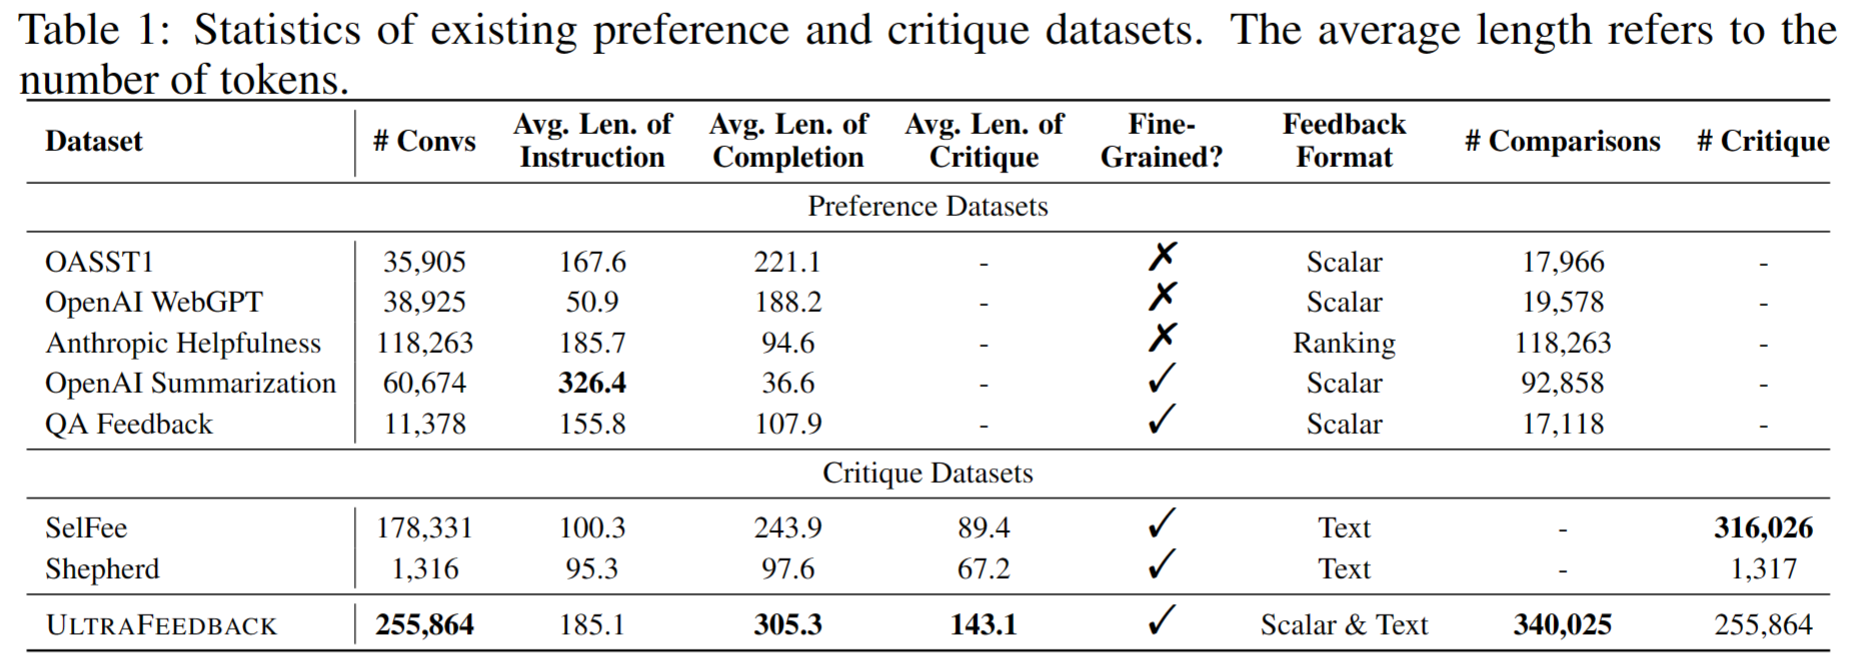 Table 1: Statistics of existing preference and critique datasets. The average length refers to the
number of tokens.
Dataset # Convs Avg. Len. of Instruction Avg. Len. of Completion Avg. Len. of Critique Fine-Grained? Feedback Format # Comparisons # Critique
Preference Datasets
OASST1 35,905 167.6 221.1 - ✗ Scalar 17,966 -
OpenAI WebGPT 38,925 50.9 188.2 - ✗ Scalar 19,578 -
Anthropic Helpfulness 118,263 185.7 94.6 - ✗ Ranking 118,263 -
OpenAI Summarization 60,674 326.4 36.6 - ✓ Scalar 92,858 -
QA Feedback 11,378 155.8 107.9 - ✓ Scalar 17,118 -
Critique Datasets
SelFee 178,331 100.3 243.9 89.4 ✓ Text - 316,026
Shepherd 1,316 95.3 97.6 67.2 ✓ Text - 1,317
ULTRAFEEDBACK 255,864 185.1 305.3 143.1 ✓ Scalar & Text 340,025 255,864